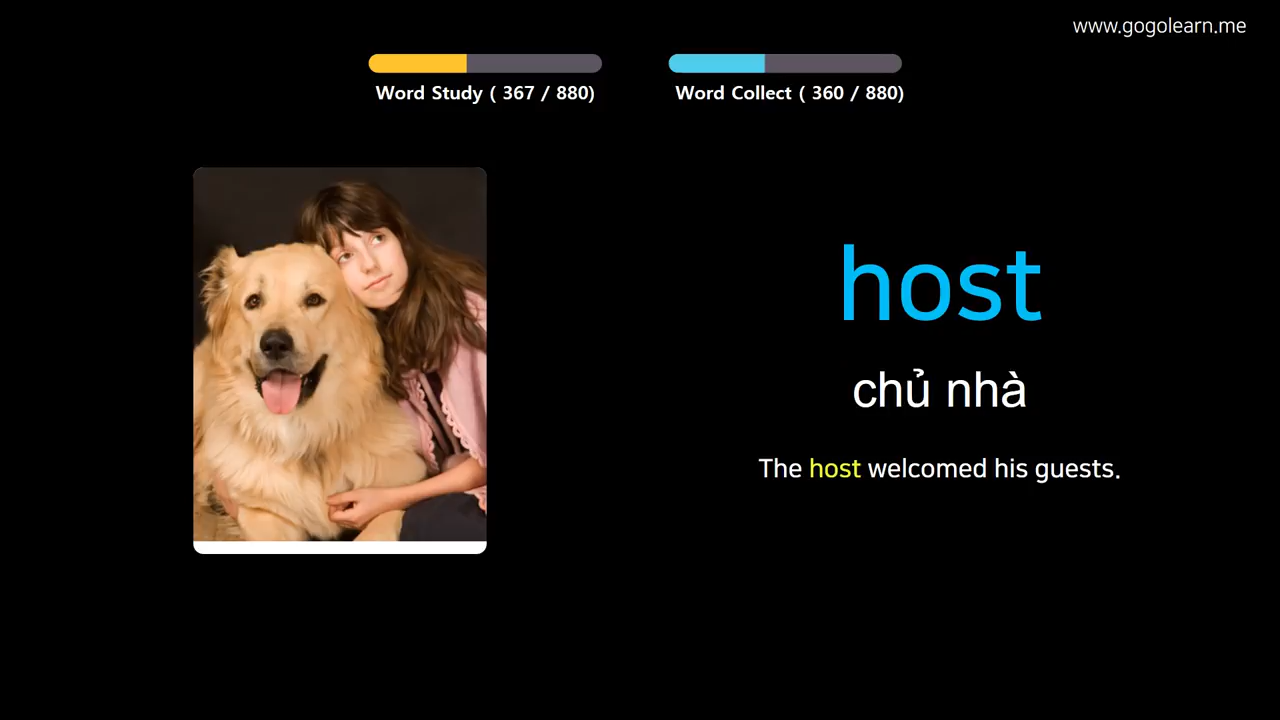 www.gogolearn.me
Word Study ( 367 / 880)
Word Collect ( 360 / 880)
host
chủ nhà
The host welcomed his guests.